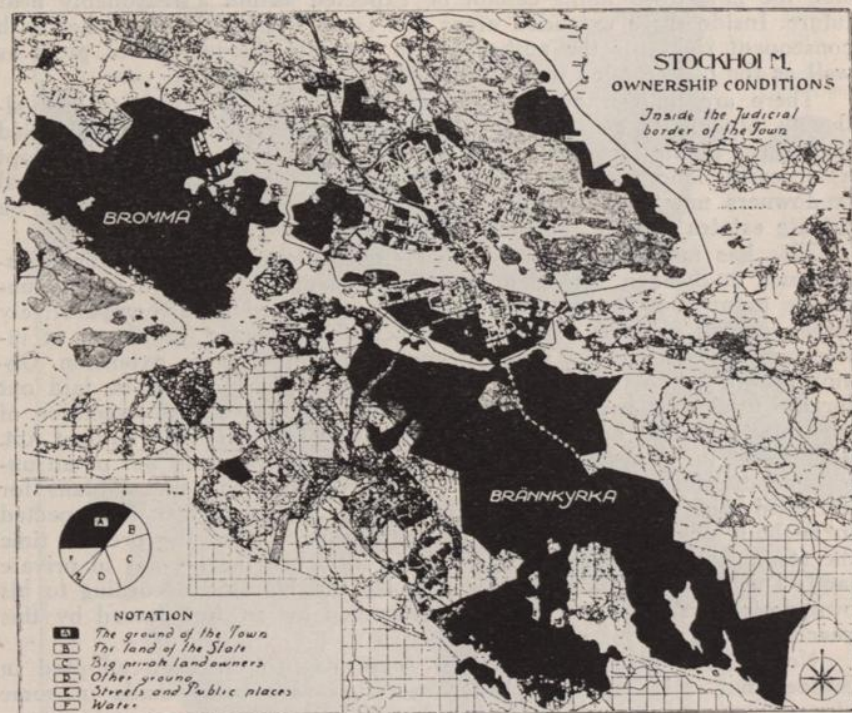 STOCKHOLM.
OWNERSHIP CONDITIONS
Inside the Judicial
border of the Town
BROMMA
BRÄNNKYRKA
A
B
C
D
E
F
NOTATION
A The ground of the Town
B The land of the State
C Big private landowners
D Other ground
E Streets and Public places
F Water